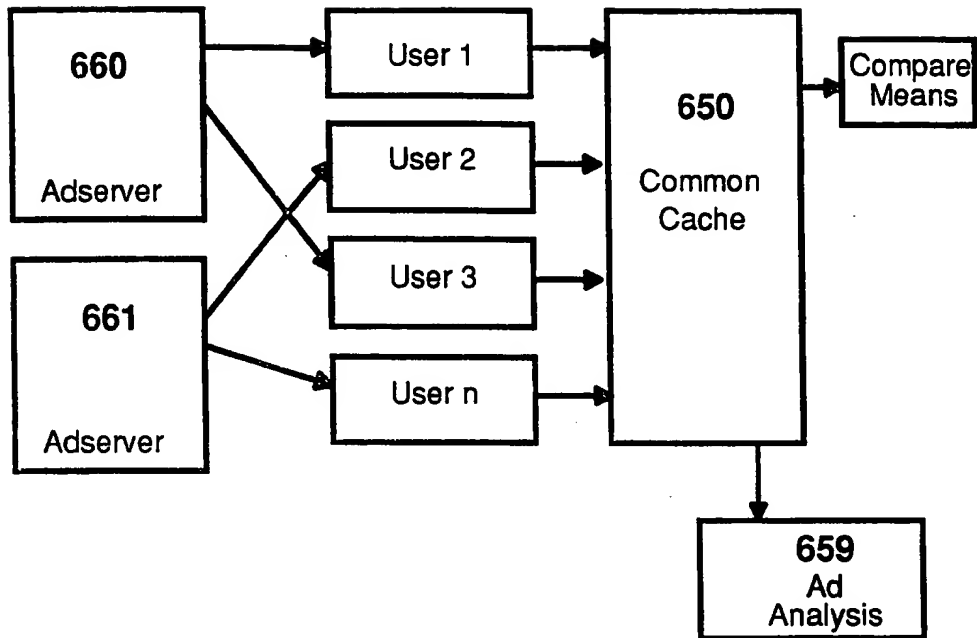 660
Adserver
661
Adserver
User 1
User 2
User 3
User n
650
Common
Cache
Compare
Means
659
Ad
Analysis